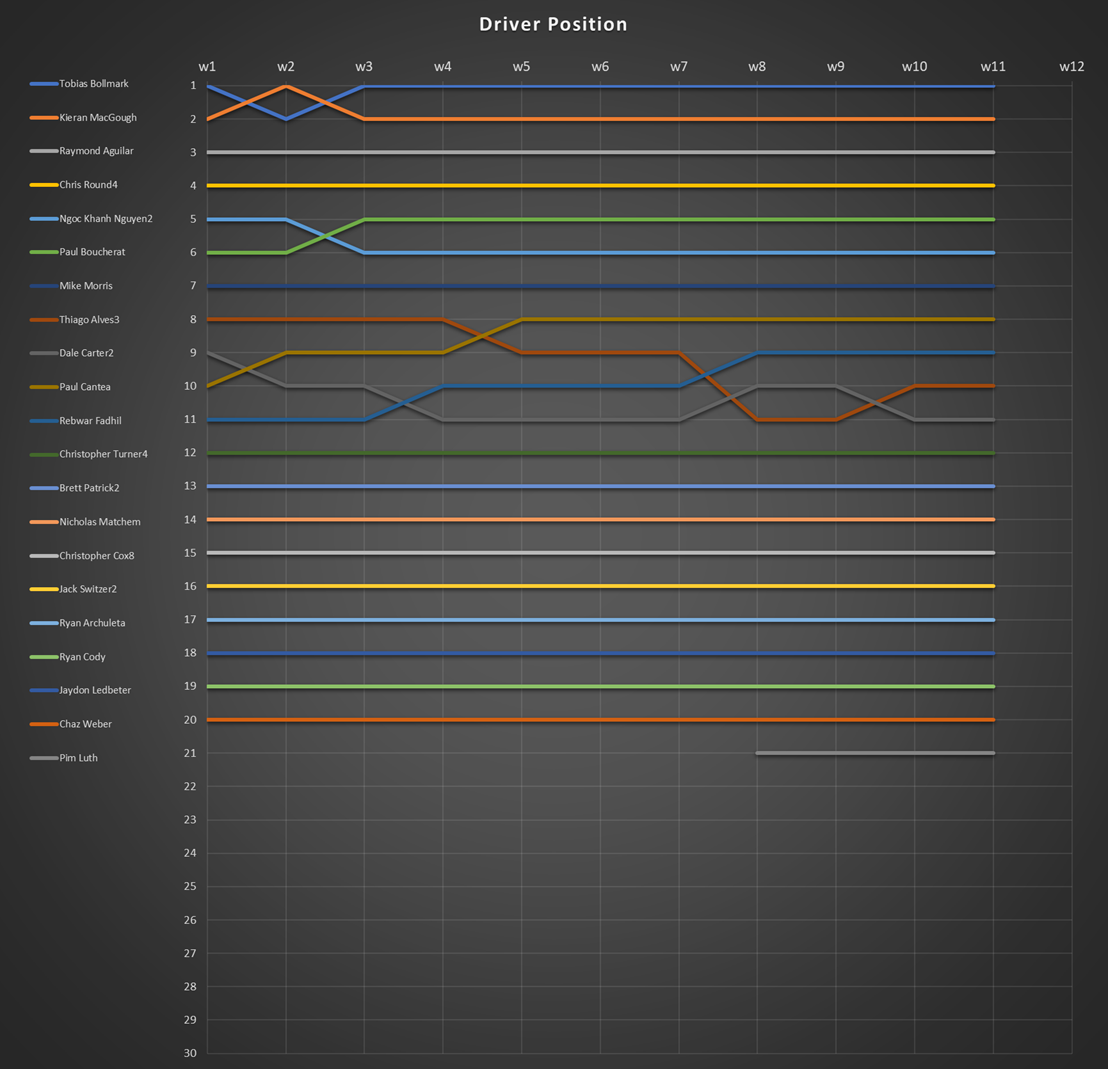 Driver Position
w1 w2 w3 w4 w5 w6 w7 w8 w9 w10 w11 w12
Tobias Bollmark
Kieran MacGough
Raymond Aguilar
Chris Round4
Ngoc Khanh Nguyen2
Paul Boucherat
Mike Morris
Thiago Alves3
Dale Carter2
Paul Cantea
Rebwar Fadhil
Christopher Turner4
Brett Patrick2
Nicholas Matchem
Christopher Cox8
Jack Switzer2
Ryan Archuleta
Ryan Cody
Jaydon Ledbeter
Chaz Weber
Pim Luth
1
2
3
4
5
6
7
8
9
10
11
12
13
14
15
16
17
18
19
20
21
22
23
24
25
26
27
28
29
30